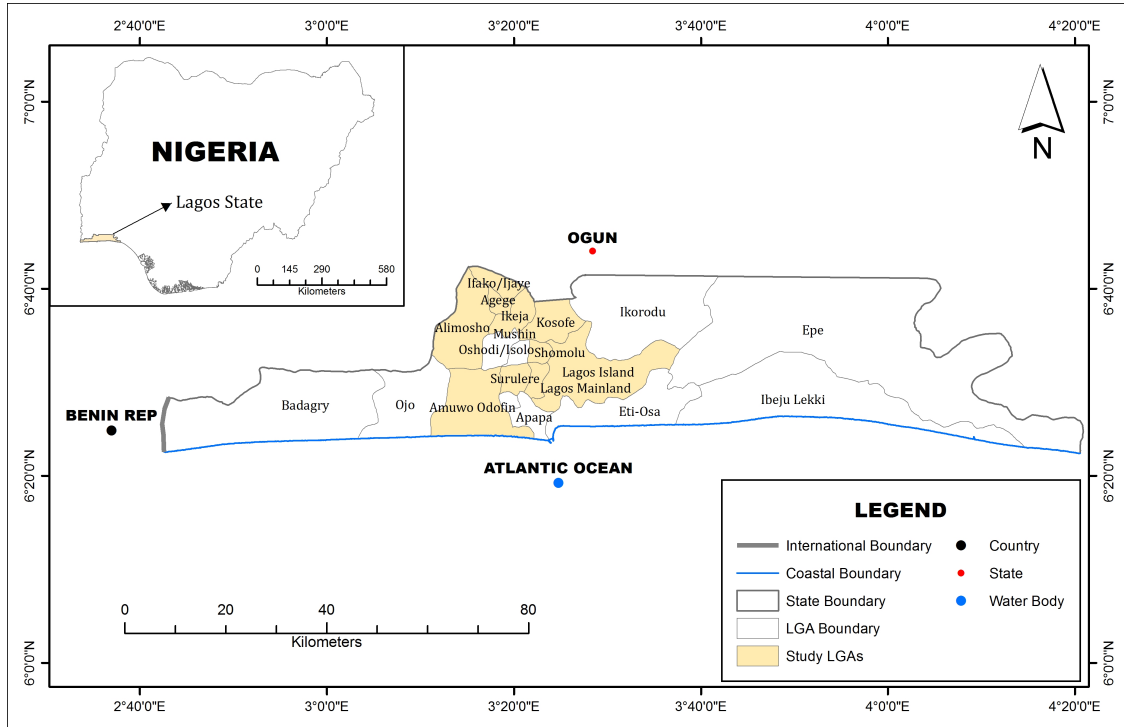 2°40'0"E 3°0'0"E 3°20'0"E 3°40'0"E 4°0'0"E 4°20'0"E
7°0'0"N
7°0'0"N
NIGERIA
Lagos State
0 145 290 580
Kilometers
N
OGUN
6°40'0"N
6°40'0"N
Ifako/Ijaye
Agege
Ikeja
Ikorodu
Kosofe
Alimosho
Mushin
Epe
Oshodi/Isolo
Shomolu
Lagos Island
Surulere
Lagos Mainland
Ibeju Lekki
Badagry
Ojo
Amuwo Odofin
Eti-Osa
Apapa
BENIN REP
ATLANTIC OCEAN
6°20'0"N
6°20'0"N
LEGEND
International Boundary
Country
Coastal Boundary
State
State Boundary
Water Body
LGA Boundary
Study LGAs
0 20 40 80
Kilometers
6°0'0"N
6°0'0"N
2°40'0"E 3°0'0"E 3°20'0"E 3°40'0"E 4°0'0"E 4°20'0"E